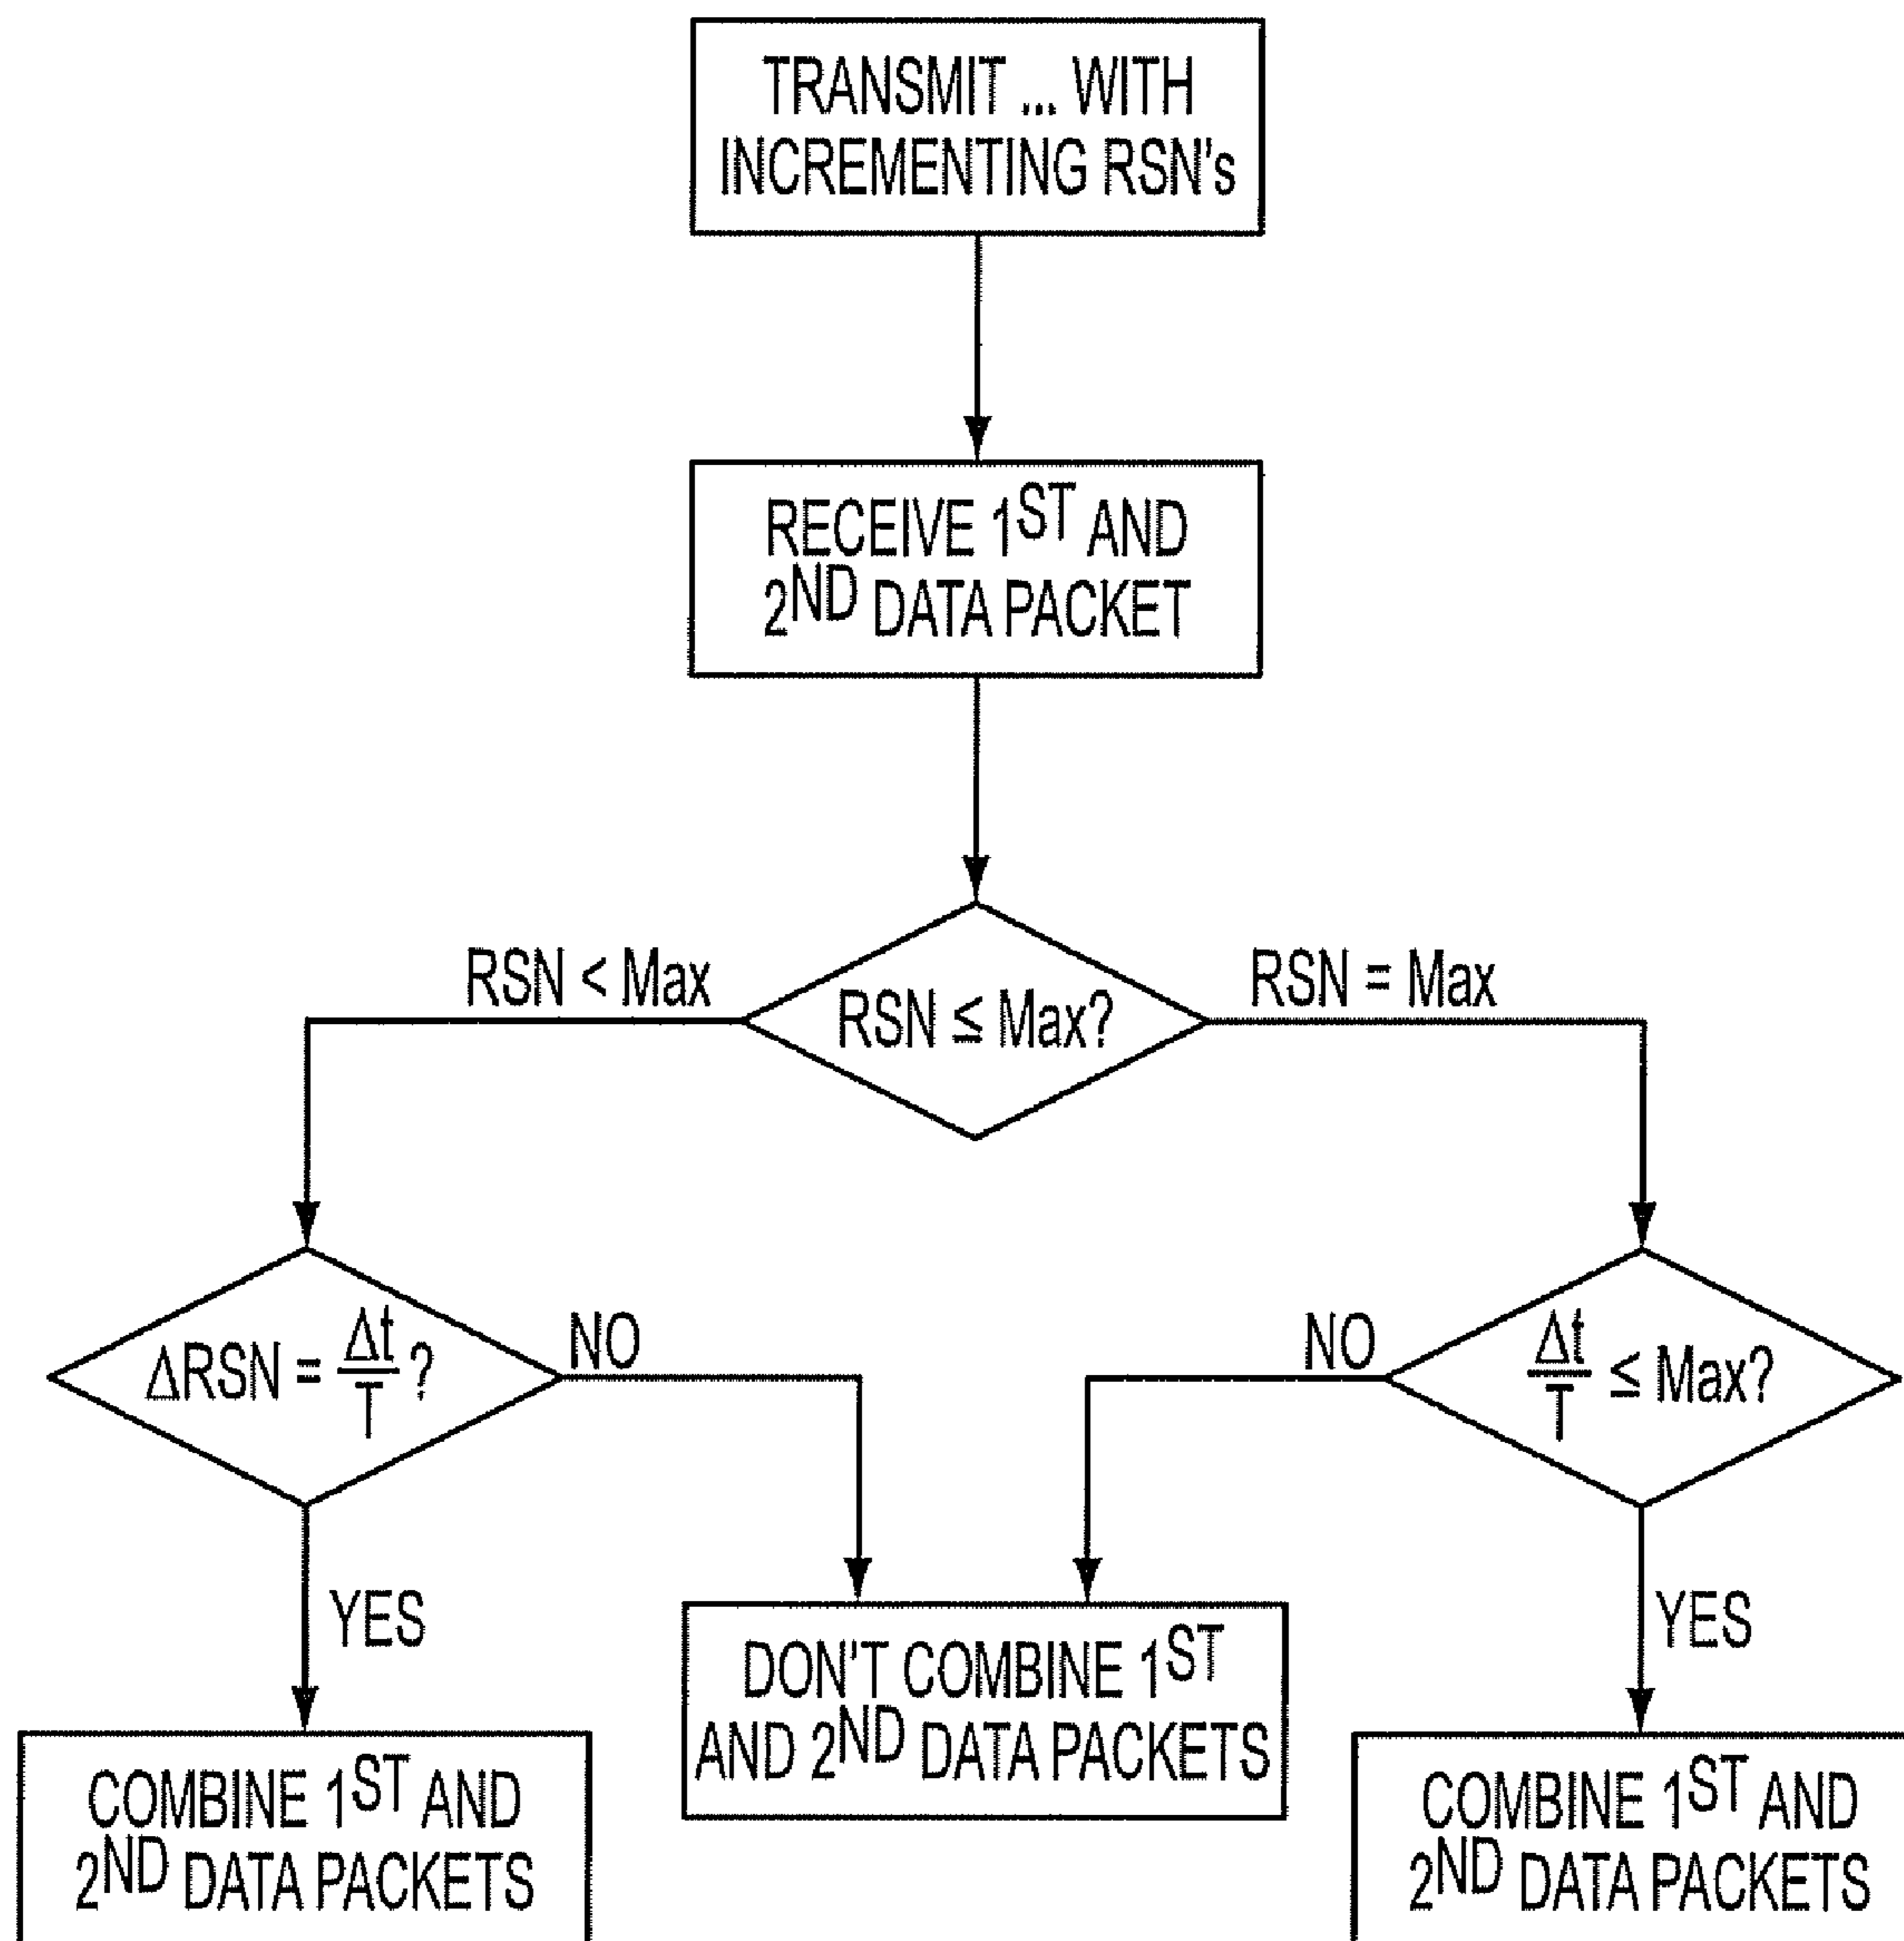 TRANSMIT ... WITH
INCREMENTING RSN's
RECEIVE 1ST AND
2ND DATA PACKET
RSN < Max
RSN ≤ Max?
RSN = Max
ΔRSN = Δt/T ?
NO
NO
Δt/T ≤ Max?
YES
YES
DON'T COMBINE 1ST
AND 2ND DATA PACKETS
COMBINE 1ST AND
2ND DATA PACKETS
COMBINE 1ST AND
2ND DATA PACKETS